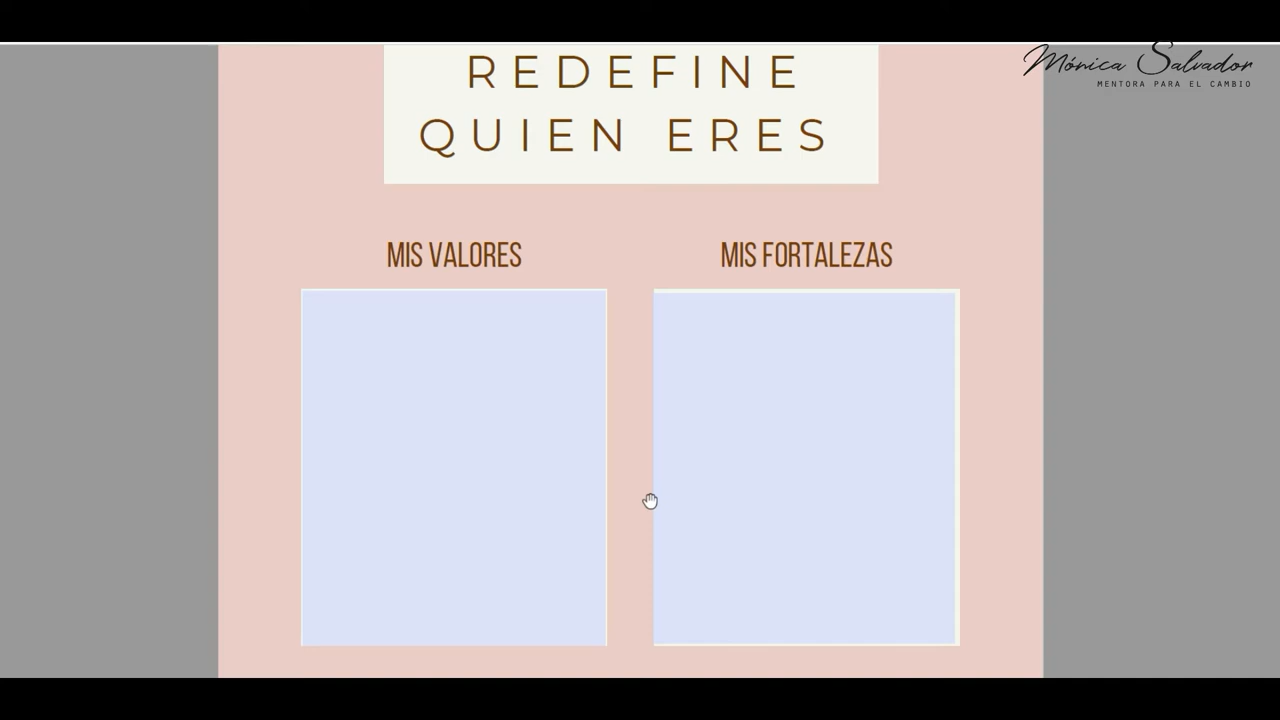 Mónica Salvador
MENTORA PARA EL CAMBIO
REDEFINE
QUIEN ERES
MIS VALORES
MIS FORTALEZAS